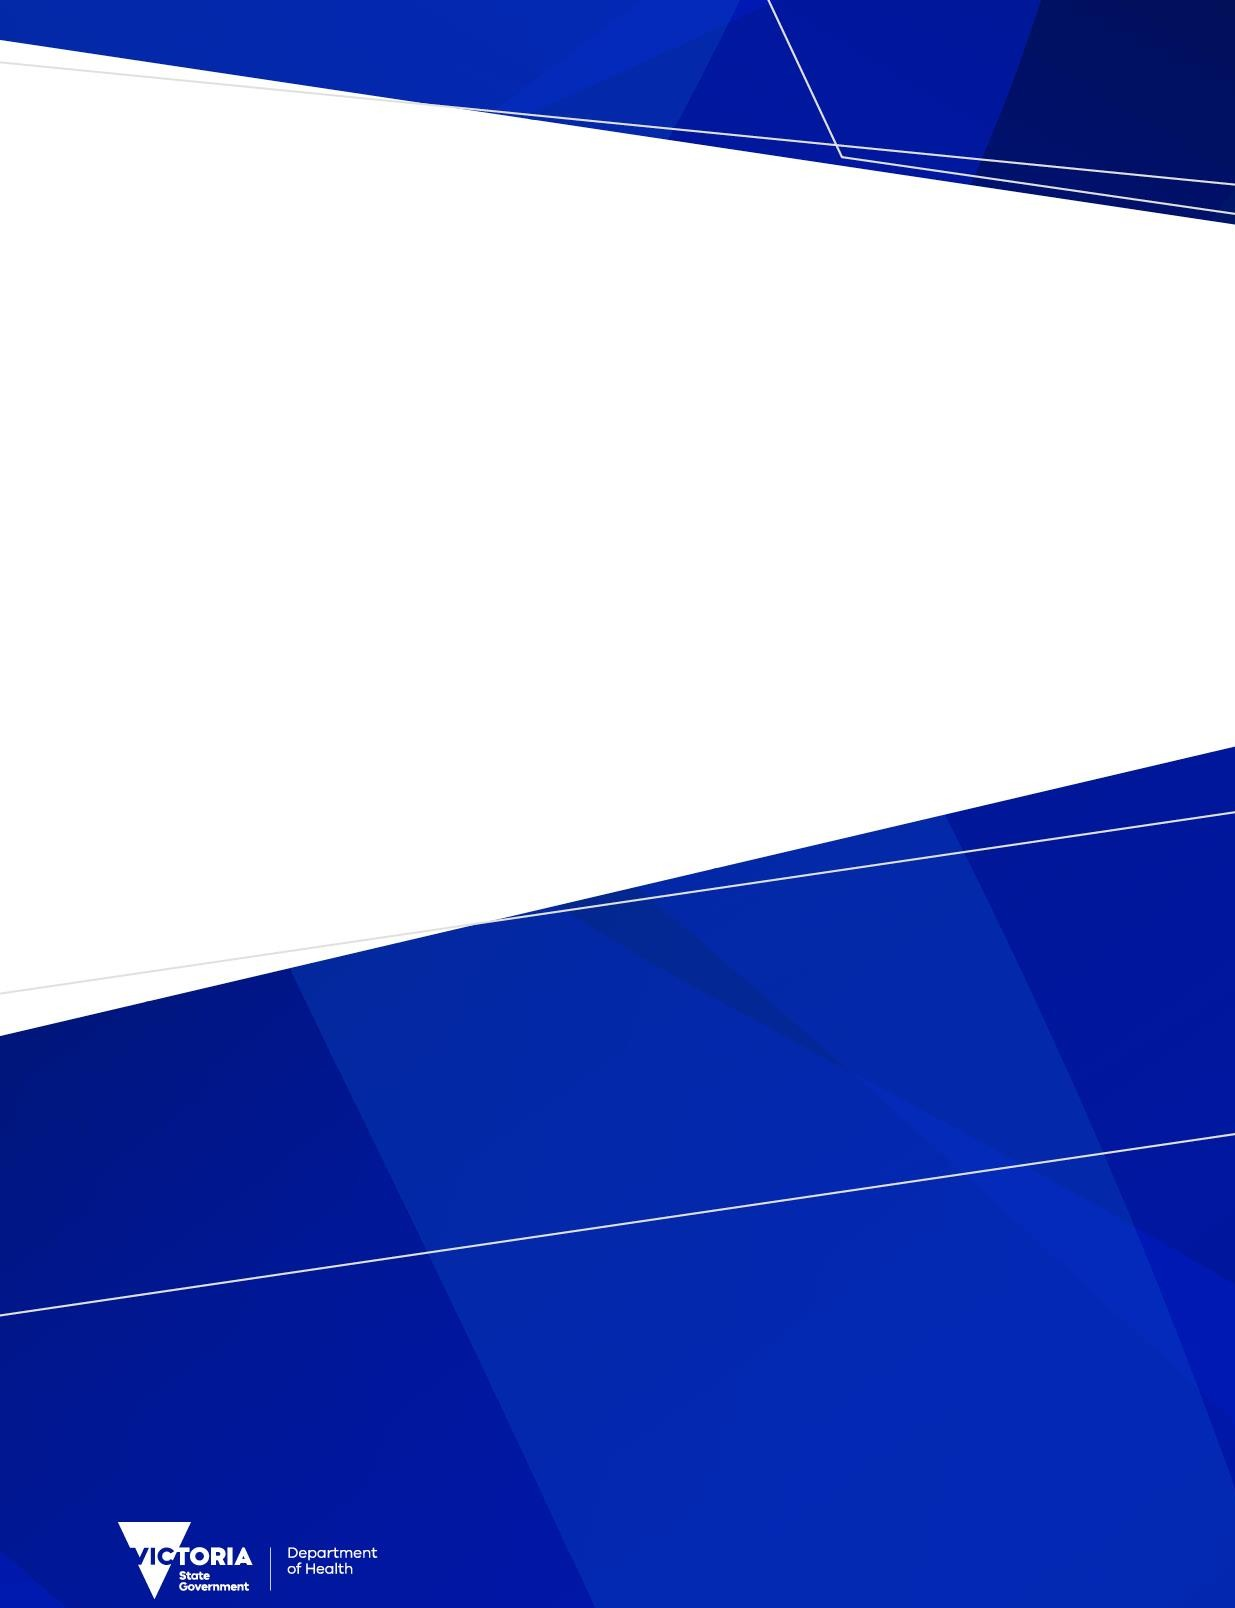 VICTORIA
State
Government
Department
of Health